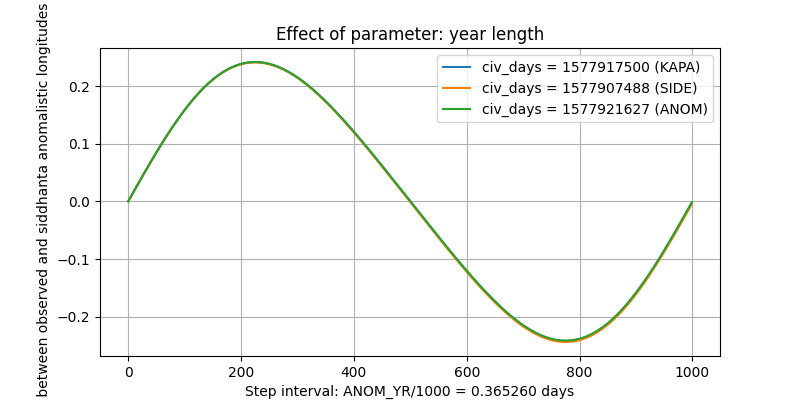 Effect of parameter: year length
between observed and siddhanta anomalistic longitudes
civ_days = 1577917500 (KAPA)
civ_days = 1577907488 (SIDE)
civ_days = 1577921627 (ANOM)
0.2
0.1
0.0
−0.1
−0.2
0 200 400 600 800 1000
Step interval: ANOM_YR/1000 = 0.365260 days